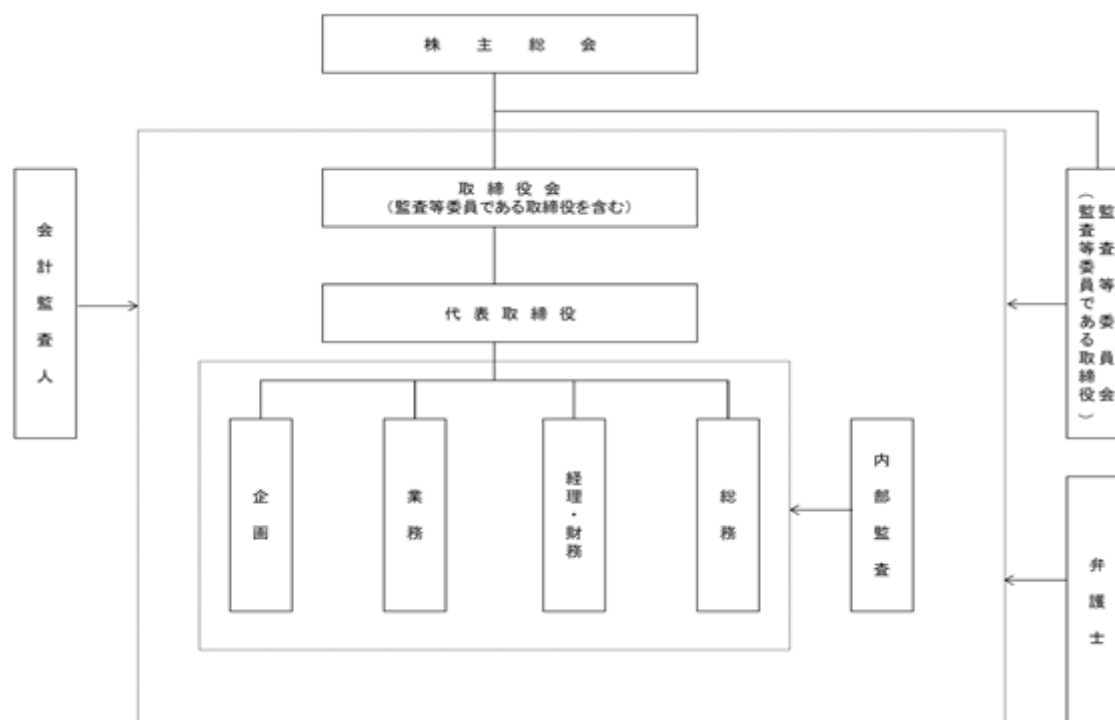 株主総会
取締役会
（監査等委員である取締役を含む）
会計監査人
監査等委員会
（監査等委員である取締役）
代表取締役
企画
業務
経理・財務
総務
内部監査
弁護士